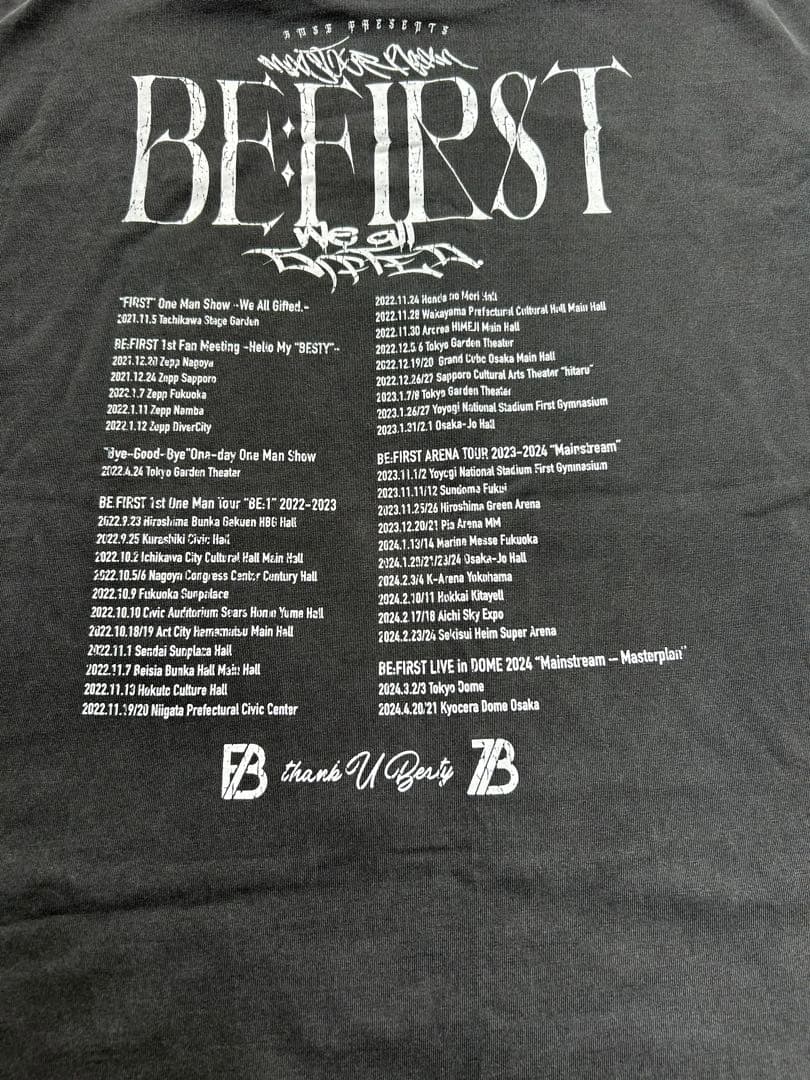 BMSG PRESENTS
MASTERPLAN
BE:FIRST
We all
GIFTED.
"FIRST" One Man Show -We All Gifted.-
2021.11.5 Tachikawa Stage Garden
BE:FIRST 1st Fan Meeting -Hello My "BESTY"-
2021.12.20 Zepp Nagoya
2021.12.24 Zepp Sapporo
2022.1.7 Zepp Fukuoka
2022.1.11 Zepp Namba
2022.1.12 Zepp DiverCity
"Bye-Good-Bye"One-day One Man Show
2022.4.24 Tokyo Garden Theater
BE:FIRST 1st One Man Tour "BE:1" 2022-2023
2022.9.23 Hiroshima Bunka Gakuen HBG Hall
2022.9.25 Kurashiki Civic Hall
2022.10.2 Ichikawa City Cultural Hall Main Hall
2022.10.5/6 Nagoya Congress Center Century Hall
2022.10.9 Fukuoka Sunpalace
2022.10.10 Civic Auditorium Sears Home Yume Hall
2022.10.18/19 Act City Hamamatsu Main Hall
2022.11.1 Sendai Sunplaza Hall
2022.11.7 Beisia Bunka Hall Main Hall
2022.11.13 Hokuto Culture Hall
2022.11.19/20 Niigata Prefectural Civic Center
2022.11.24 Honda no Mori Hall
2022.11.28 Wakayama Prefectural Cultural Hall Main Hall
2022.11.30 Arcrea HIMEJI Main Hall
2022.12.5.6 Tokyo Garden Theater
2022.12.19/20 Grand Cube Osaka Main Hall
2022.12.26/27 Sapporo Cultural Arts Theater "hitaru"
2023.1.7/8 Tokyo Garden Theater
2023.1.26/27 Yoyogi National Stadium First Gymnasium
2023.1.31/2.1 Osaka-Jo Hall
BE:FIRST ARENA TOUR 2023-2024 "Mainstream"
2023.11.1/2 Yoyogi National Stadium First Gymnasium
2023.11.11/12 Sundome Fukui
2023.11.25/26 Hiroshima Green Arena
2023.12.20/21 Pia Arena MM
2024.1.13/14 Marine Messe Fukuoka
2024.1.20/21/23/24 Osaka-Jo Hall
2024.2.3/4 K-Arena Yokohama
2024.2.10/11 Hokkai Kitayell
2024.2.17/18 Aichi Sky Expo
2024.2.23/24 Sekisui Heim Super Arena
BE:FIRST LIVE in DOME 2024 "Mainstream – Masterplan"
2024.3.2/3 Tokyo Dome
2024.4.20/21 Kyocera Dome Osaka
thank U Besty